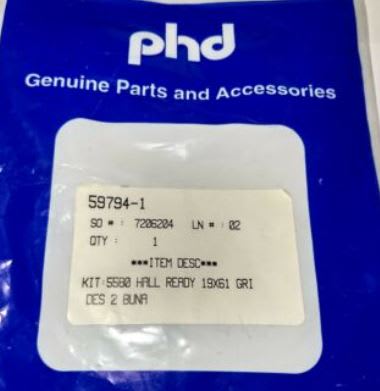 phd
Genuine Parts and Accessories
59794-1
SO # : 7206204 LN # : 02
QTY : 1
***ITEM DESC***
KIT 5580 HALL READY 19X61 GRI
DES 2 BUNA